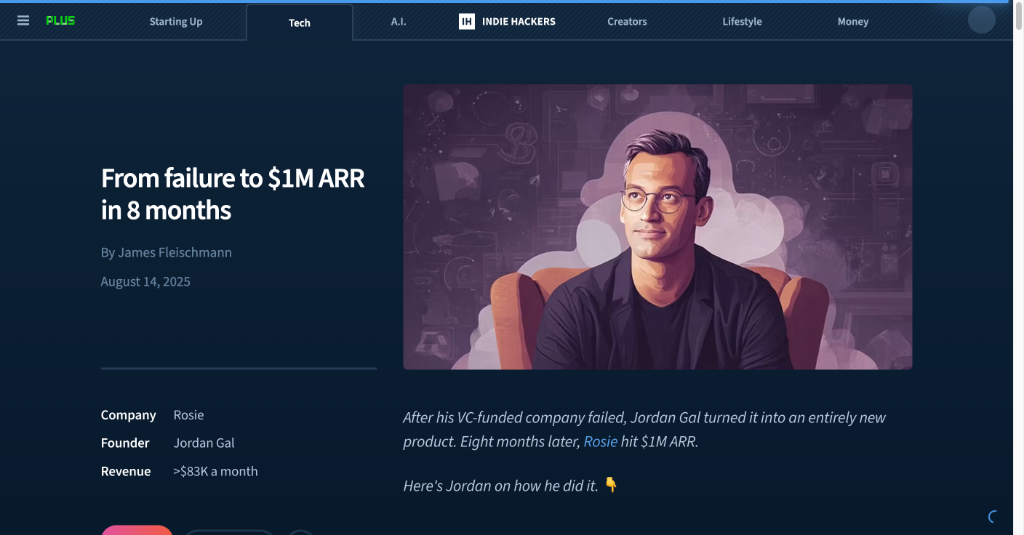 PLUS
Starting Up
Tech
A.I.
IH INDIE HACKERS
Creators
Lifestyle
Money
From failure to $1M ARR
in 8 months
By James Fleischmann
August 14, 2025
Company Rosie
Founder Jordan Gal
Revenue >$83K a month
After his VC-funded company failed, Jordan Gal turned it into an entirely new
product. Eight months later, Rosie hit $1M ARR.
Here's Jordan on how he did it. 👇